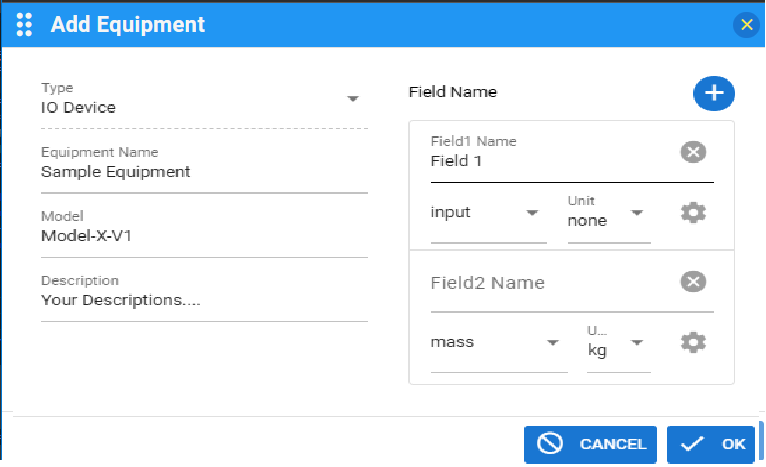 Add Equipment
Type
IO Device
Equipment Name
Sample Equipment
Model
Model-X-V1
Description
Your Descriptions....
Field Name
Field1 Name
Field 1
input
Unit
none
Field2 Name
mass
U...
kg
CANCEL
OK